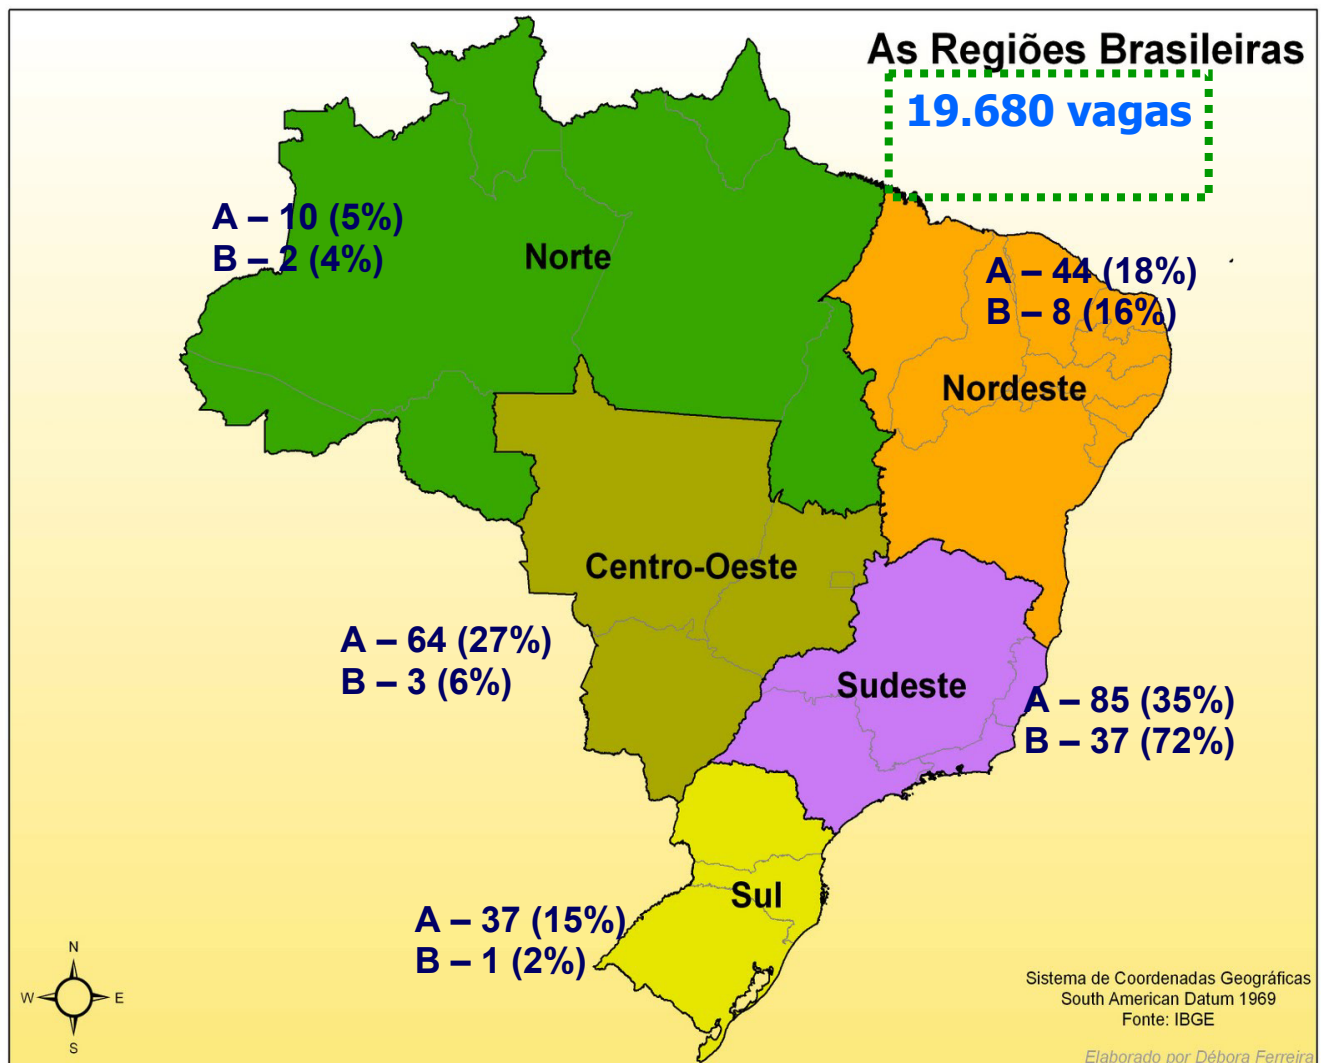 As Regiões Brasileiras
19.680 vagas
A – 10 (5%)
B – 2 (4%)
Norte
A – 44 (18%)
B – 8 (16%)
Nordeste
Centro-Oeste
A – 64 (27%)
B – 3 (6%)
Sudeste
A – 85 (35%)
B – 37 (72%)
Sul
A – 37 (15%)
B – 1 (2%)
N
W
E
S
Sistema de Coordenadas Geográficas
South American Datum 1969
Fonte: IBGE
Elaborado por Débora Ferreira